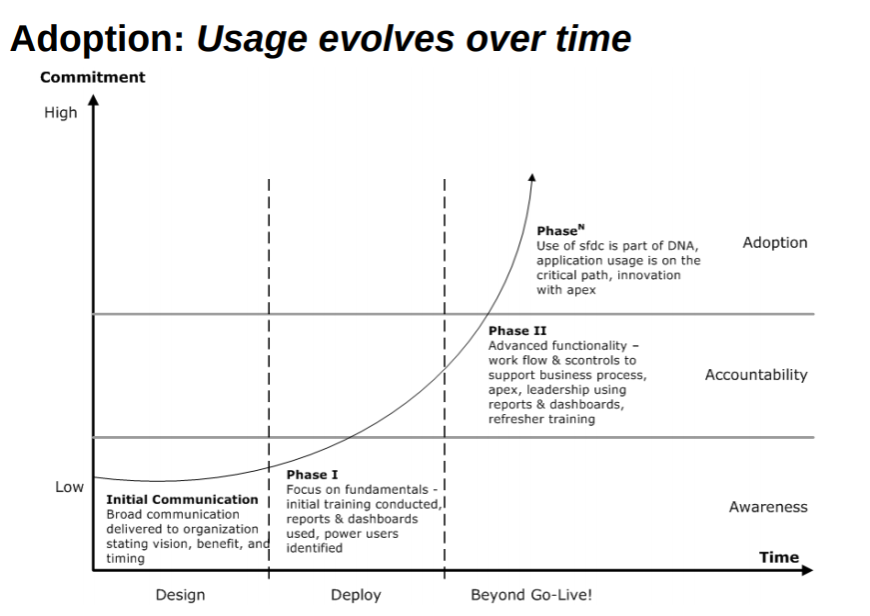 Adoption: Usage evolves over time
Commitment
High
Phase^N
Use of sfdc is part of DNA,
application usage is on the
critical path, innovation
with apex
Adoption
Phase II
Advanced functionality –
work flow & scontrols to
support business process,
apex, leadership using
reports & dashboards,
refresher training
Accountability
Low
Initial Communication
Broad communication
delivered to organization
stating vision, benefit, and
timing
Phase I
Focus on fundamentals -
initial training conducted,
reports & dashboards
used, power users
identified
Awareness
Time
Design
Deploy
Beyond Go-Live!